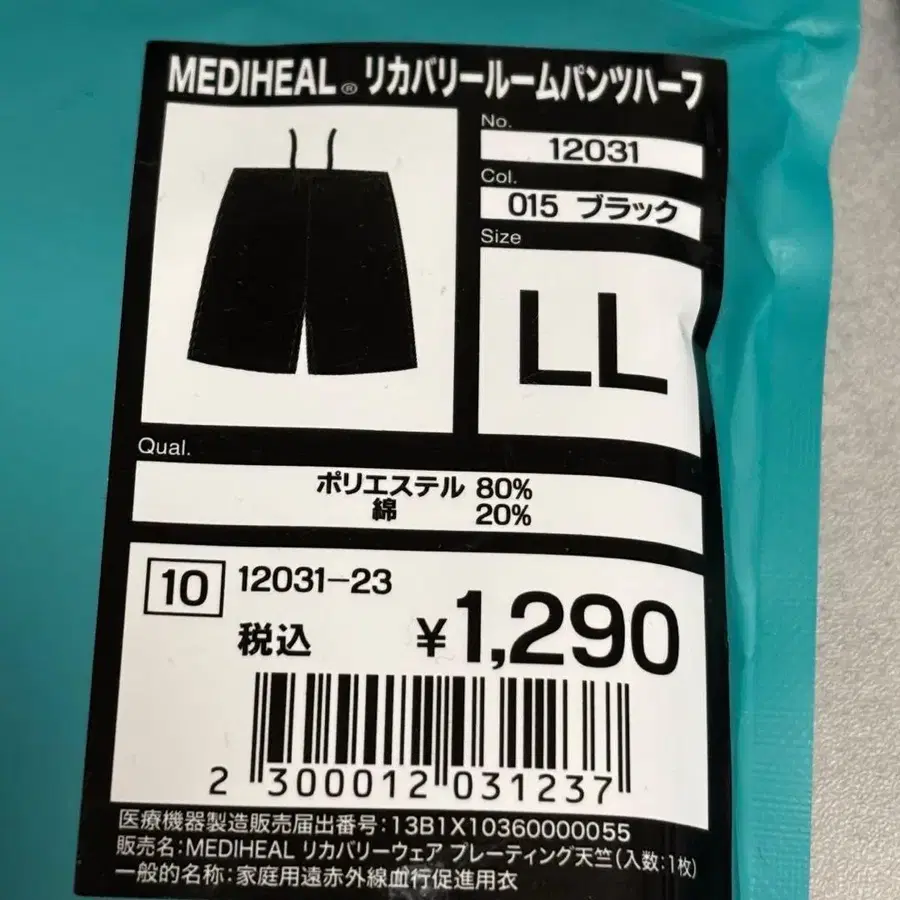 MEDIHEAL® リカバリールームパンツハーフ
No.
12031
Col.
015 ブラック
Size
LL
Qual.
ポリエステル 80%
綿 20%
10 12031-23
税込 ¥1,290
2 300012 031237
医療機器製造販売届出番号:13B1X10360000055
販売名:MEDIHEAL リカバリーウェア プレーティング天竺(入数:1枚)
一般的名称:家庭用遠赤外線血行促進用衣